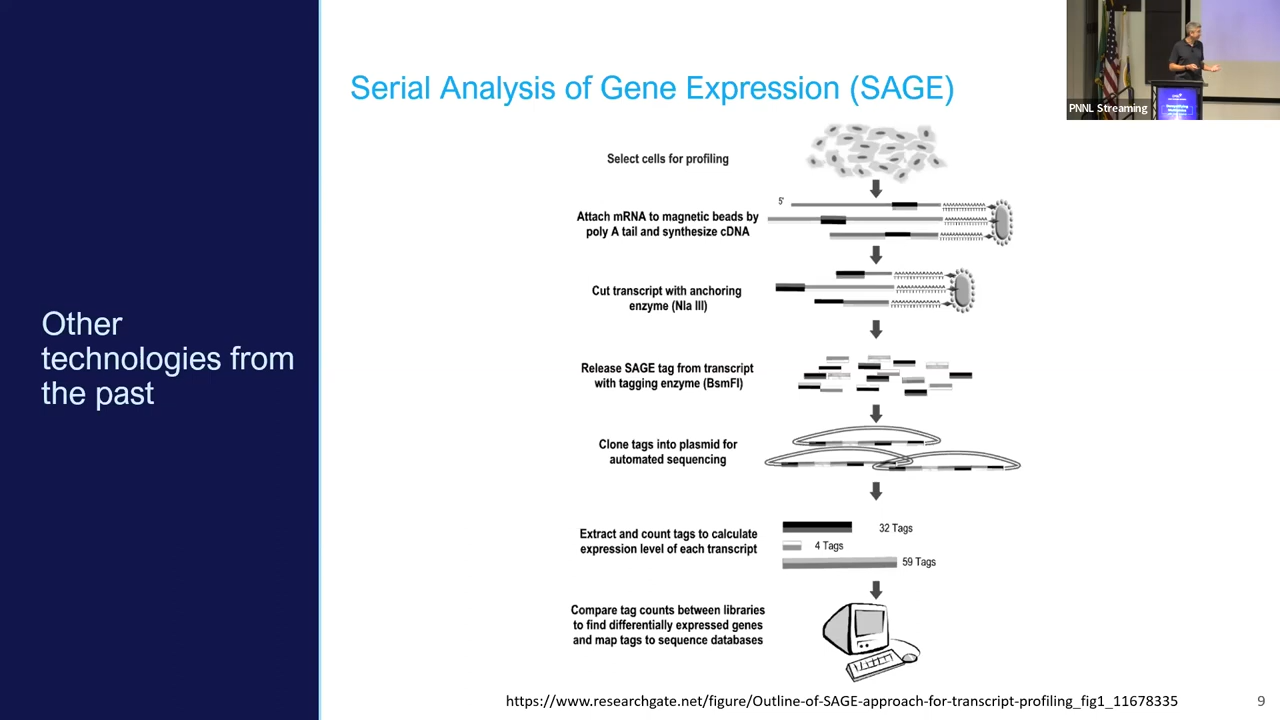 PNNL Streaming
Serial Analysis of Gene Expression (SAGE)
Other
technologies from
the past
Select cells for profiling
5'
Attach mRNA to magnetic beads by
poly A tail and synthesize cDNA
Cut transcript with anchoring
enzyme (Nla III)
Release SAGE tag from transcript
with tagging enzyme (BsmFI)
Clone tags into plasmid for
automated sequencing
Extract and count tags to calculate
expression level of each transcript
32 Tags
4 Tags
59 Tags
Compare tag counts between libraries
to find differentially expressed genes
and map tags to sequence databases
https://www.researchgate.net/figure/Outline-of-SAGE-approach-for-transcript-profiling_fig1_11678335
9